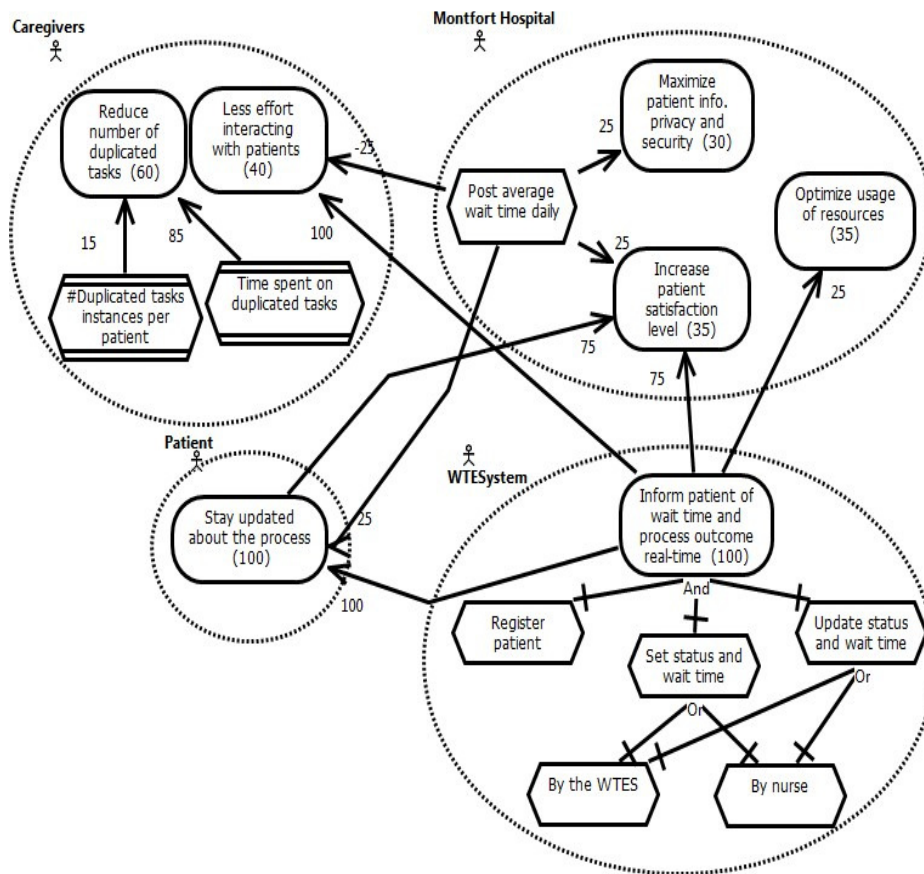 Caregivers
Montfort Hospital
Reduce
number of
duplicated
tasks (60)
Less effort
interacting
with patients
(40)
-25
Post average
wait time daily
25
Maximize
patient info.
privacy and
security (30)
Optimize usage
of resources
(35)
15
85
100
#Duplicated tasks
instances per
patient
Time spent on
duplicated tasks
25
Increase
patient
satisfaction
level (35)
25
75
75
Patient
WTESystem
Stay updated
about the process
(100)
25
100
Inform patient of
wait time and
process outcome
real-time (100)
And
Register
patient
Set status and
wait time
Update status
and wait time
Or
Or
By the WTES
By nurse